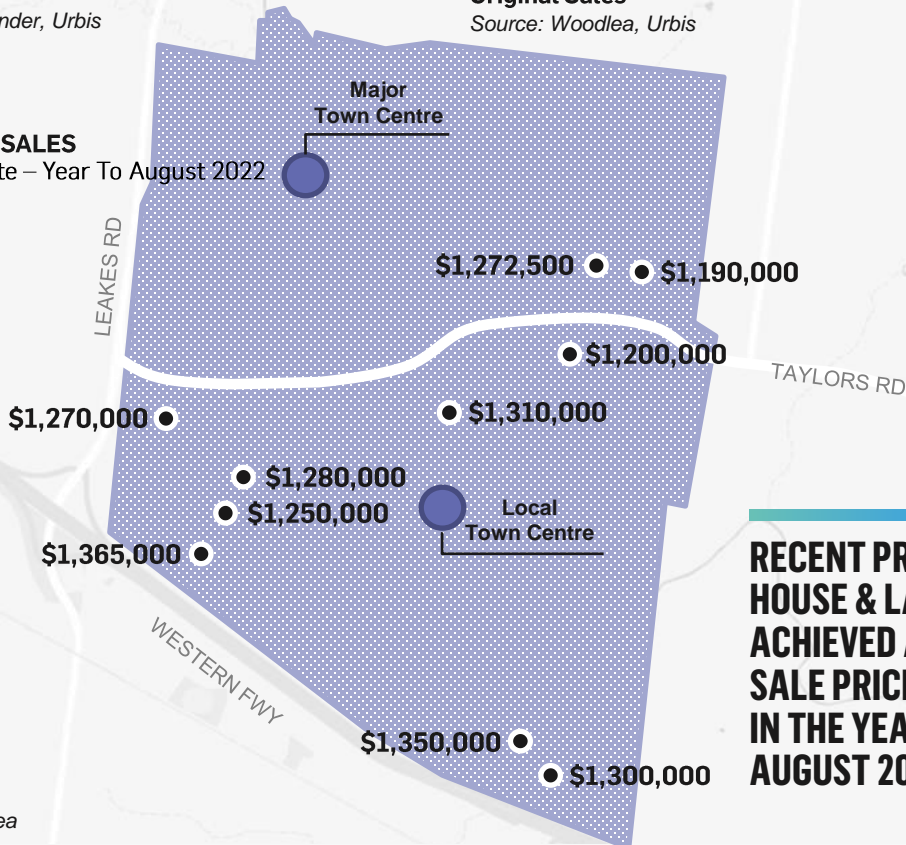 nder, Urbis
Original Sales
Source: Woodlea, Urbis
Major
Town Centre
SALES
te – Year To August 2022
LEAKES RD
$1,272,500
$1,190,000
$1,200,000
TAYLORS RD
$1,270,000
$1,310,000
$1,280,000
$1,250,000
Local
Town Centre
$1,365,000
WESTERN FWY
$1,350,000
$1,300,000
RECENT PR
HOUSE & LA
ACHIEVED A
SALE PRIC
IN THE YEA
AUGUST 20
ea